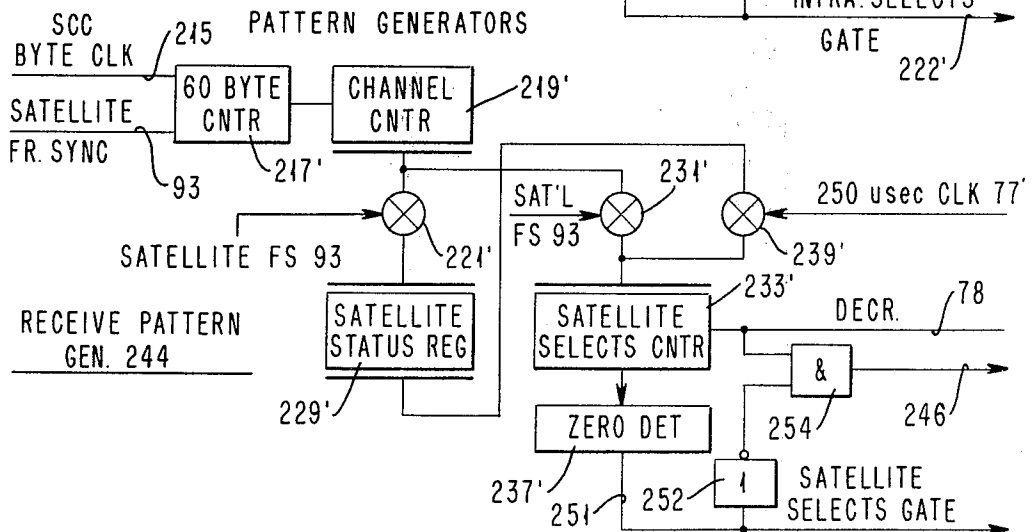 INTRA. SELECTS
GATE
222'
PATTERN GENERATORS
SCC
BYTE CLK
215
SATELLITE
FR. SYNC
93
60 BYTE
CNTR
217'
CHANNEL
CNTR
219'
SATELLITE FS 93
221'
SAT'L
FS 93
231'
250 usec CLK 77'
239'
RECEIVE PATTERN
GEN. 244
SATELLITE
STATUS REG
229'
SATELLITE
SELECTS CNTR
233'
DECR.
78
&
254
246
ZERO DET
237'
251
252
1
SATELLITE
SELECTS GATE